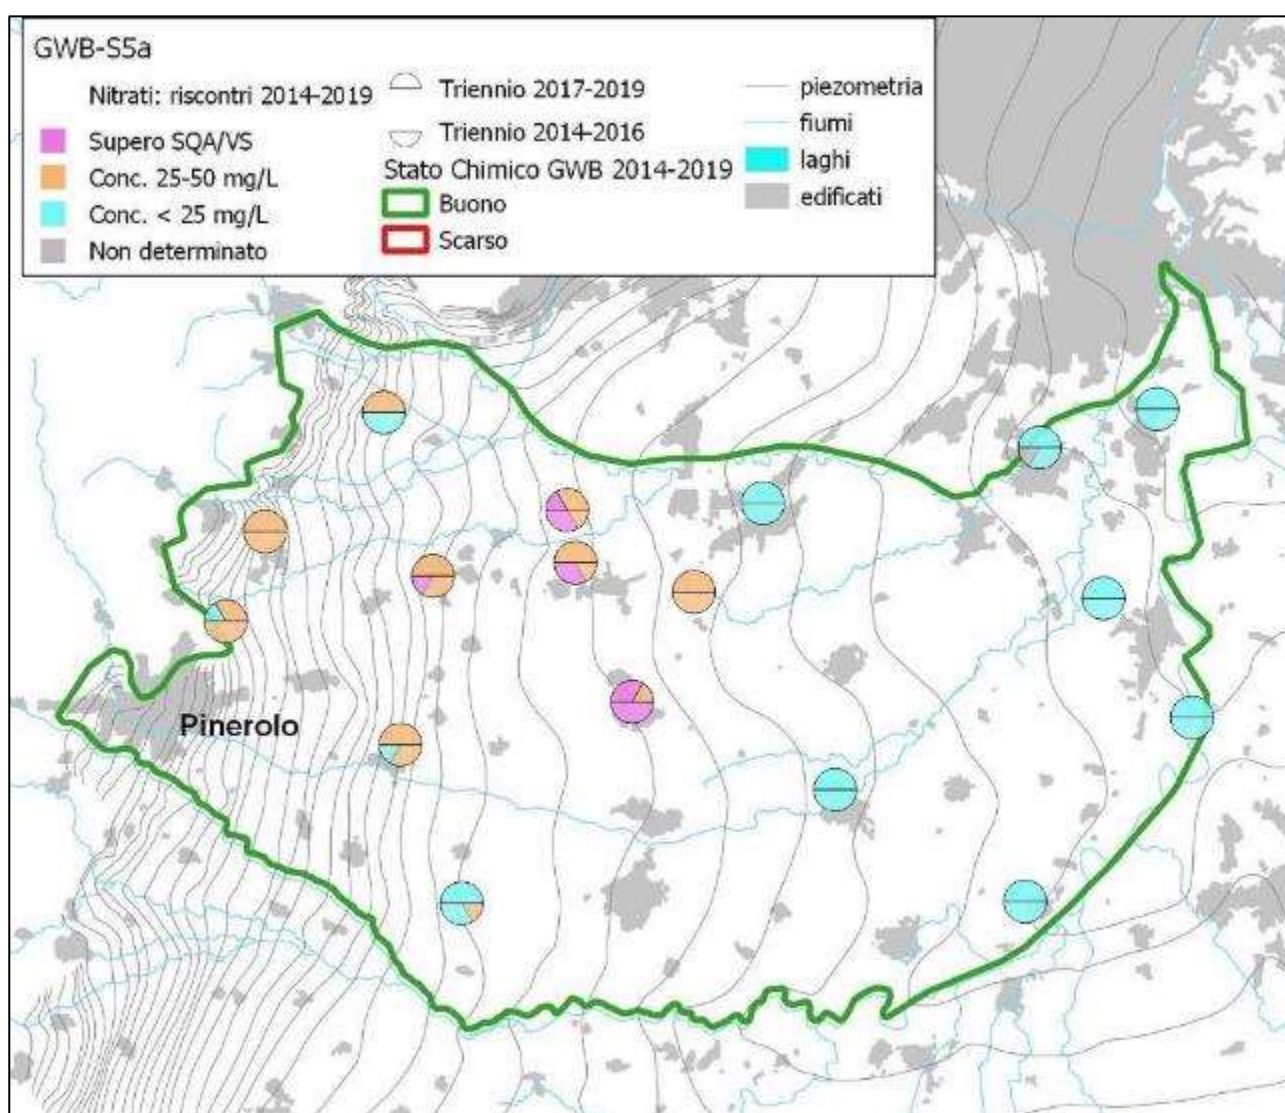 GWB-S5a
Nitrati: riscontri 2014-2019
Supero SQA/VS
Conc. 25-50 mg/L
Conc. < 25 mg/L
Non determinato
Triennio 2017-2019
Triennio 2014-2016
Stato Chimico GWB 2014-2019
Buono
Scarso
piezometria
fiumi
laghi
edificati
Pinerolo